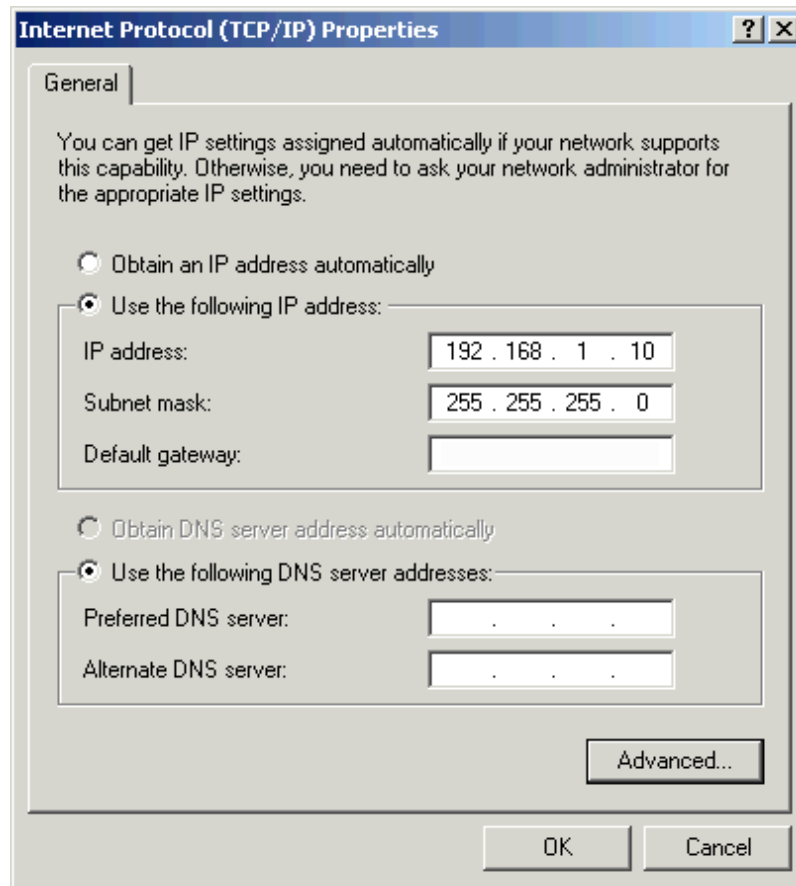 Internet Protocol (TCP/IP) Properties
General
You can get IP settings assigned automatically if your network supports
this capability. Otherwise, you need to ask your network administrator for
the appropriate IP settings.
Obtain an IP address automatically
Use the following IP address:
IP address: 192 . 168 . 1 . 10
Subnet mask: 255 . 255 . 255 . 0
Default gateway:
Obtain DNS server address automatically
Use the following DNS server addresses:
Preferred DNS server: . . .
Alternate DNS server: . . .
Advanced...
OK Cancel